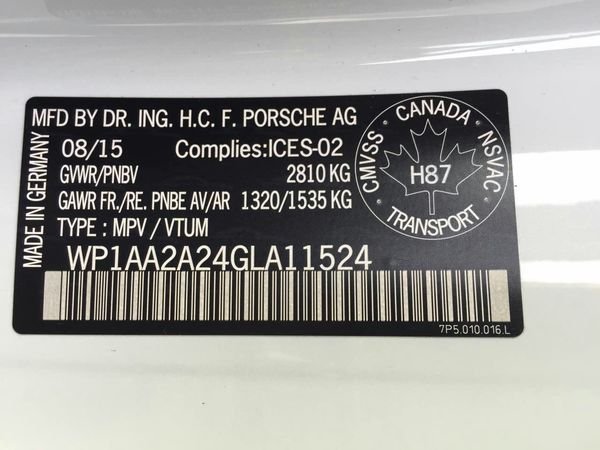 MFD BY DR. ING. H.C. F. PORSCHE AG
MADE IN GERMANY
08/15 Complies:ICES-02
GVWR/PNBV 2810 KG
GAWR FR./RE. PNBE AV/AR 1320/1535 KG
TYPE : MPV / VTUM
WP1AA2A24GLA11524
CANADA
CMVSS
NSVAC
H87
TRANSPORT
7P5.010.016.L